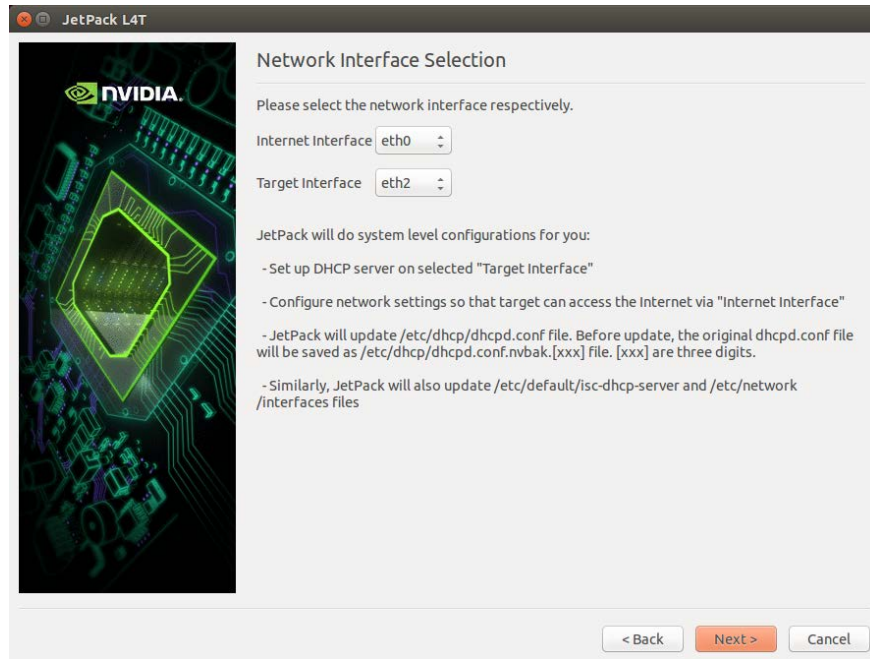 JetPack L4T
NVIDIA.
Network Interface Selection
Please select the network interface respectively.
Internet Interface eth0
Target Interface eth2
JetPack will do system level configurations for you:
- Set up DHCP server on selected "Target Interface"
- Configure network settings so that target can access the Internet via "Internet Interface"
- JetPack will update /etc/dhcp/dhcpd.conf file. Before update, the original dhcpd.conf file
will be saved as /etc/dhcp/dhcpd.conf.nvbak.[xxx] file. [xxx] are three digits.
- Similarly, JetPack will also update /etc/default/isc-dhcp-server and /etc/network
/interfaces files
< Back Next > Cancel